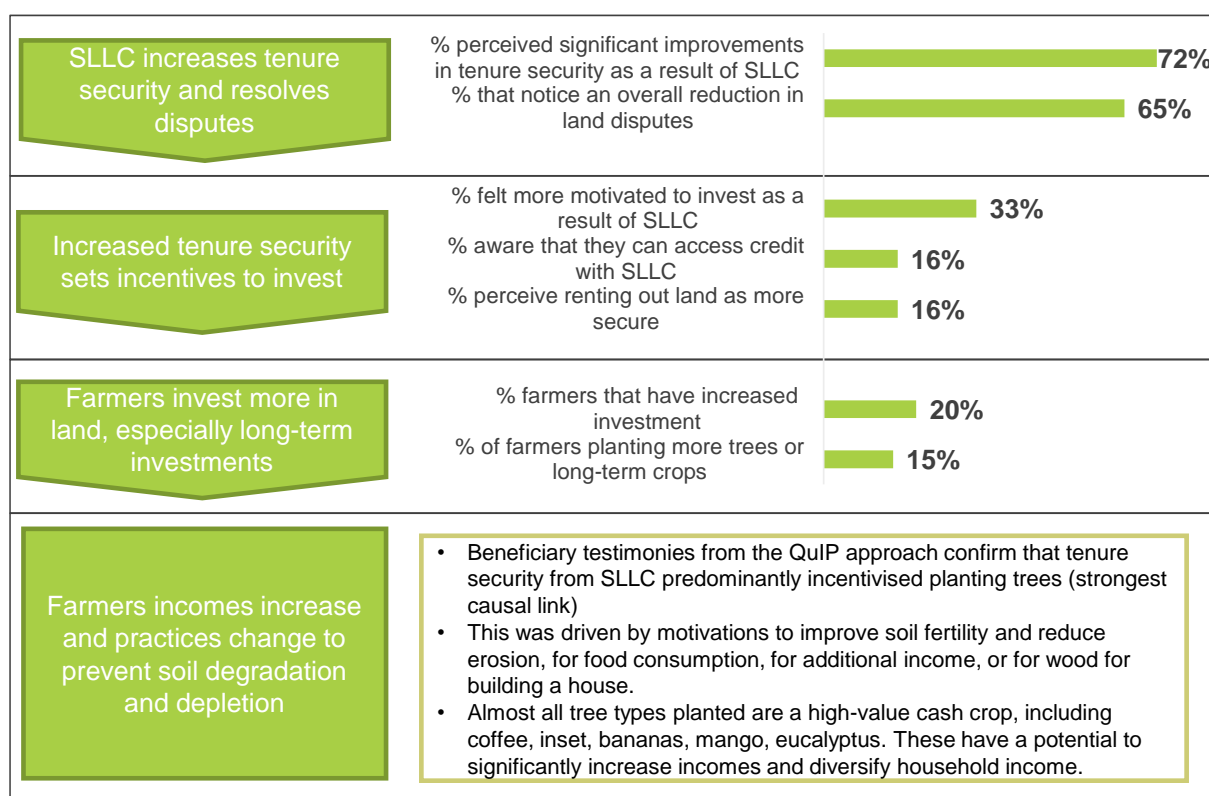 SLLC increases tenure
security and resolves
disputes
% perceived significant improvements
in tenure security as a result of SLLC
72%
% that notice an overall reduction in
land disputes
65%
Increased tenure security
sets incentives to invest
% felt more motivated to invest as a
result of SLLC
33%
% aware that they can access credit
with SLLC
16%
% perceive renting out land as more
secure
16%
Farmers invest more in
land, especially long-term
investments
% farmers that have increased
investment
20%
% of farmers planting more trees or
long-term crops
15%
Farmers incomes increase
and practices change to
prevent soil degradation
and depletion
• Beneficiary testimonies from the QuIP approach confirm that tenure
security from SLLC predominantly incentivised planting trees (strongest
causal link)
• This was driven by motivations to improve soil fertility and reduce
erosion, for food consumption, for additional income, or for wood for
building a house.
• Almost all tree types planted are a high-value cash crop, including
coffee, inset, bananas, mango, eucalyptus. These have a potential to
significantly increase incomes and diversify household income.